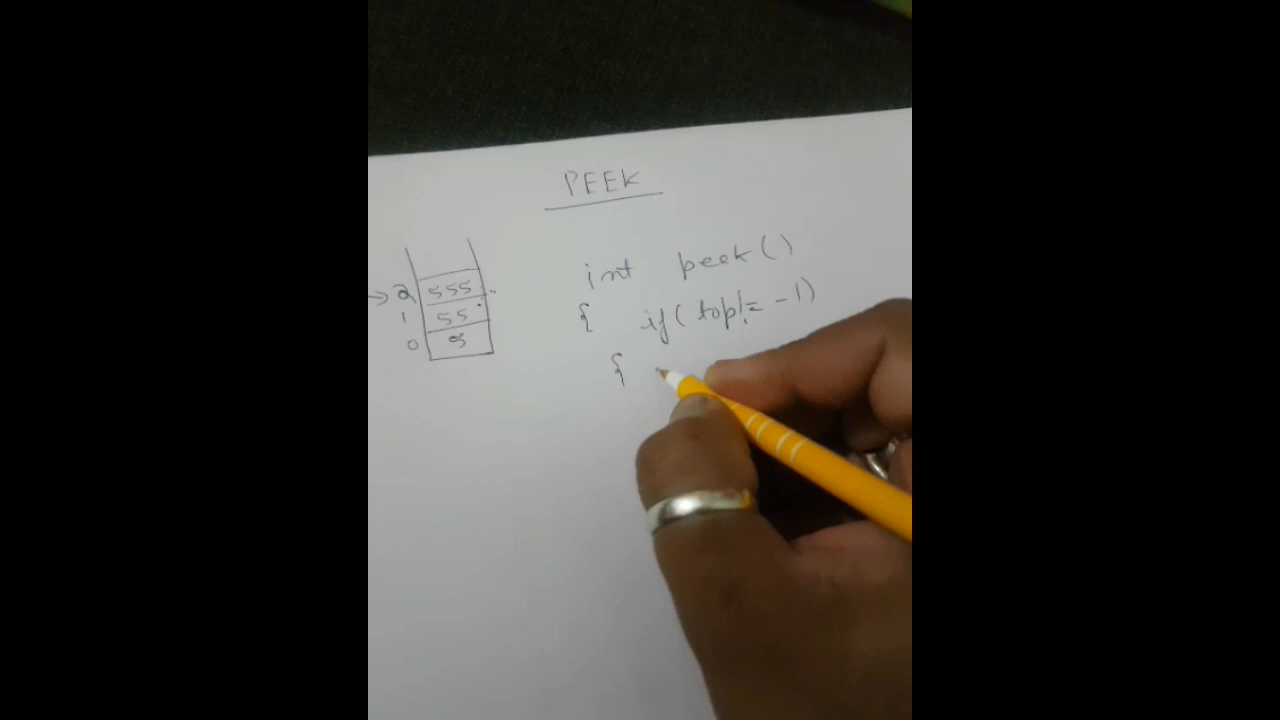 PEEK
int peek()
{ if( top != -1)
{
→ 2 555
1 55
0 5